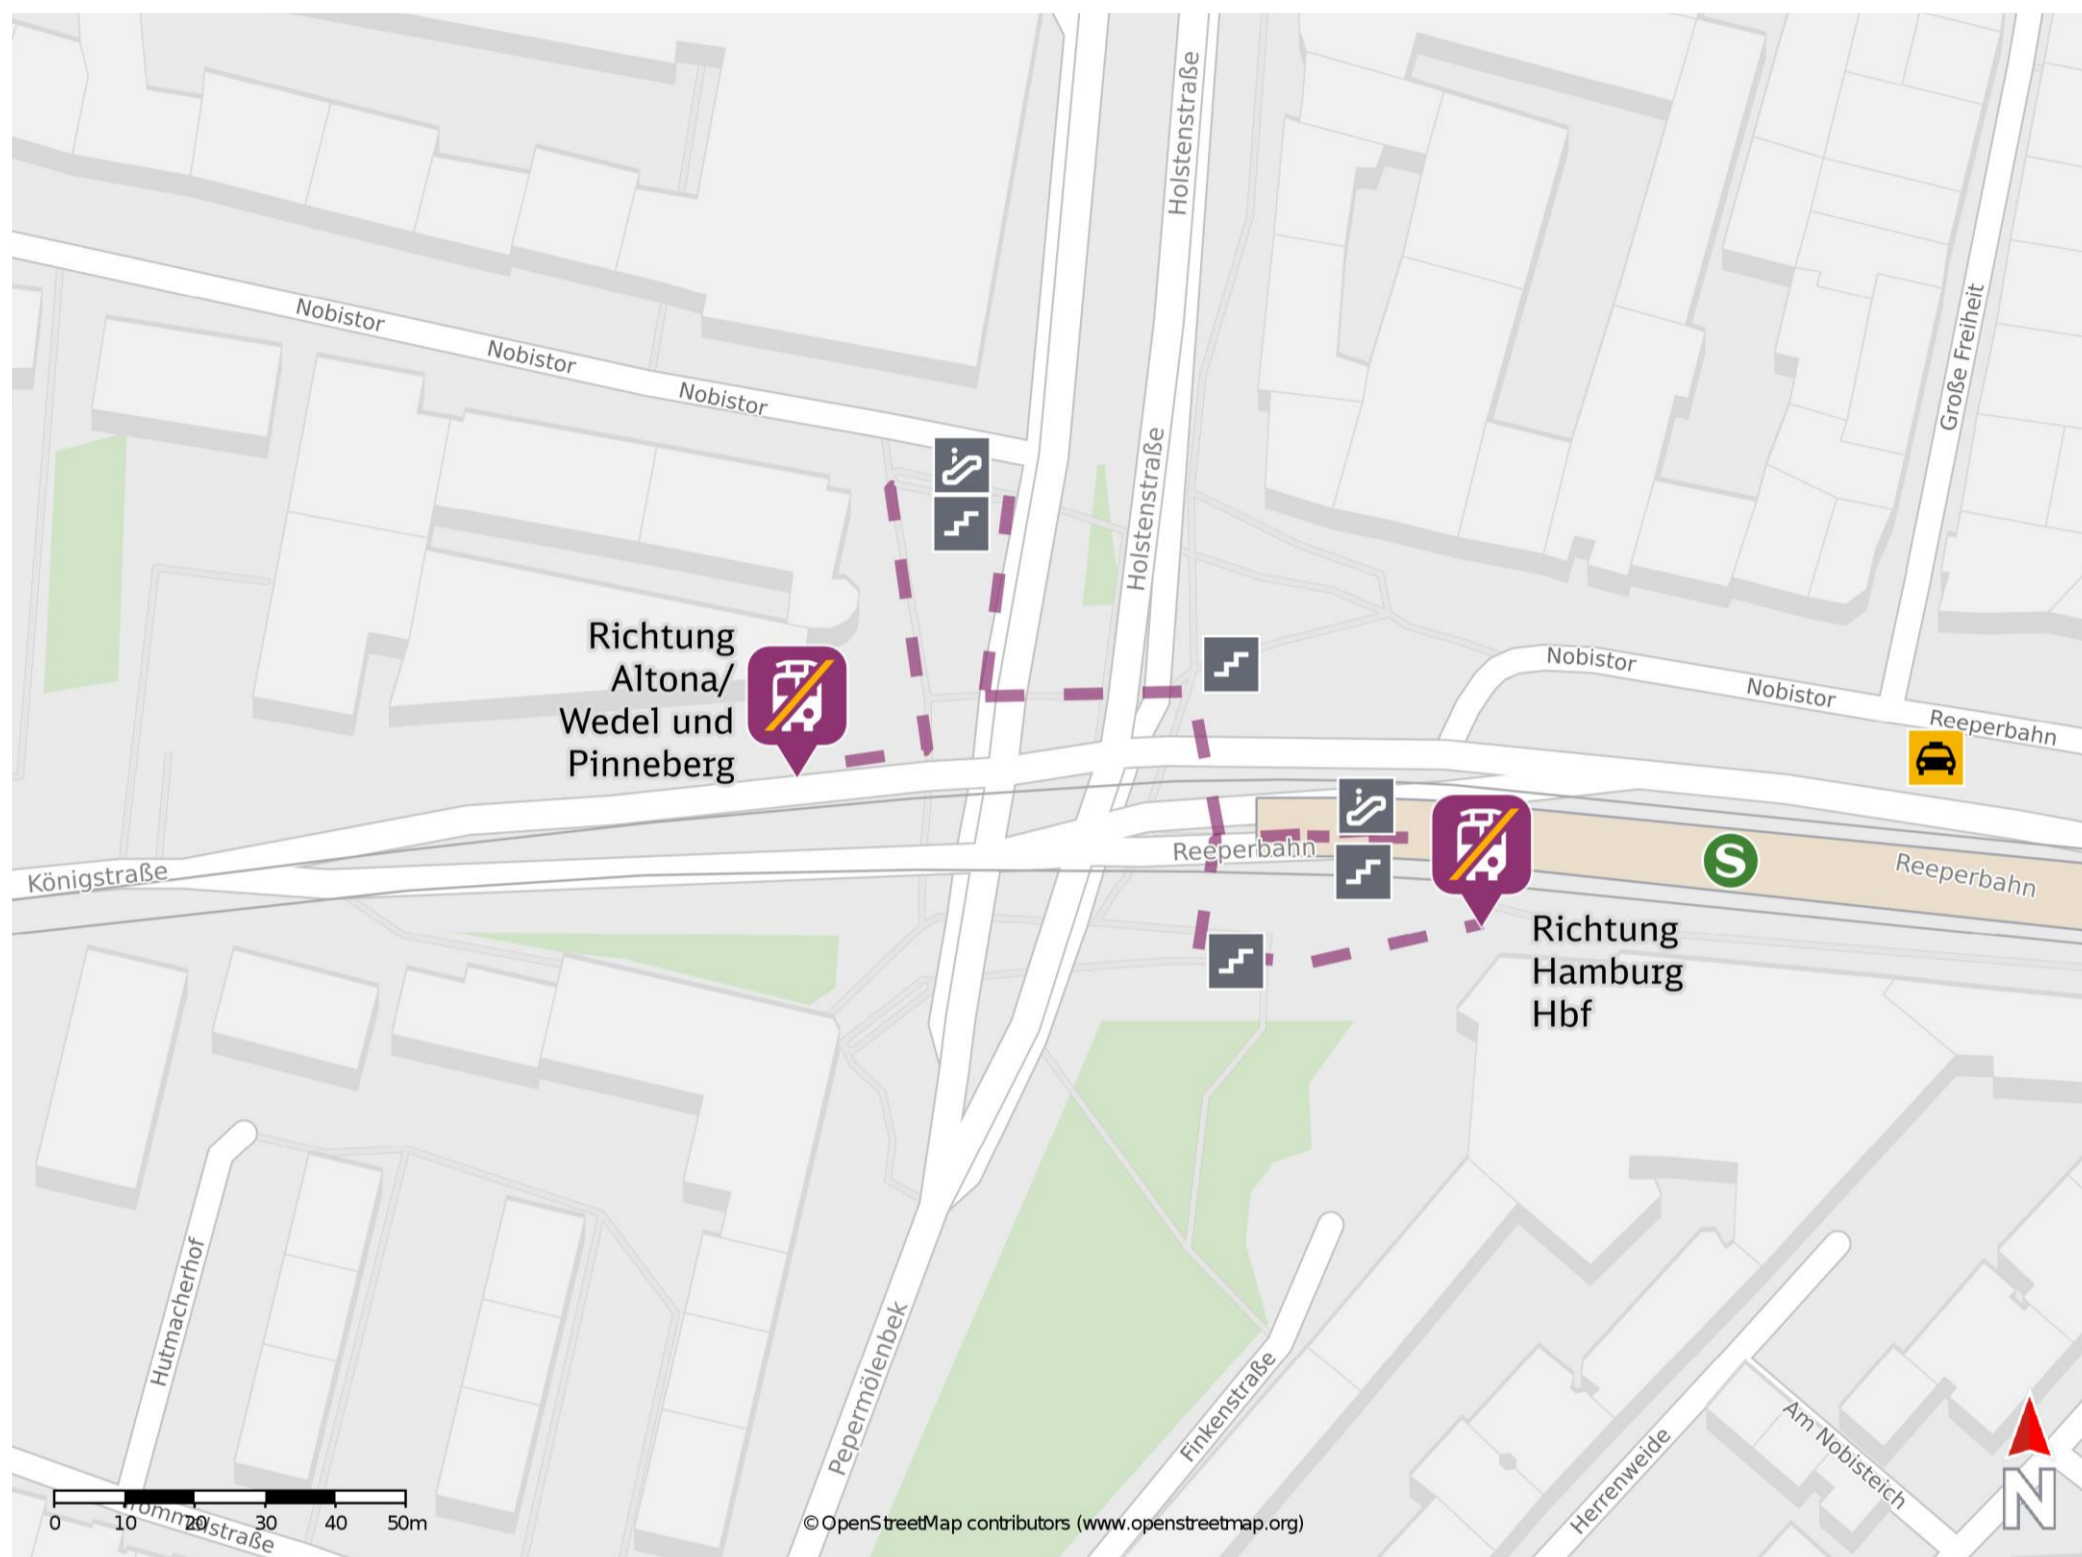 Holstenstraße
Nobistor
Nobistor
Nobistor
Große Freiheit
Holstenstraße
Richtung
Altona/
Wedel und
Pinneberg
Nobistor
Nobistor
Reeperbahn
Reeperbahn
S
Reeperbahn
Königstraße
Richtung
Hamburg
Hbf
Hutmacherhof
Pepermölenbek
Finkenstraße
Herrenweide
Am Nobisteich
N
0 10 20 30 40 50m
© OpenStreetMap contributors (www.openstreetmap.org)